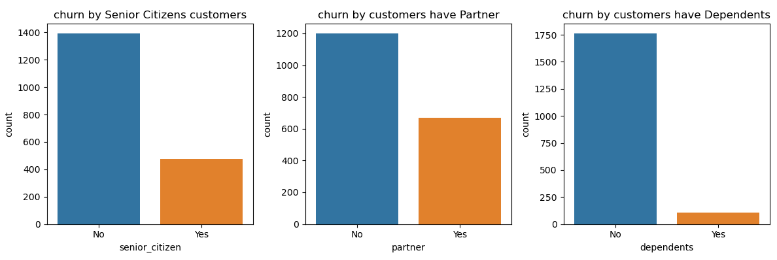 churn by Senior Citizens customers
count
1400
1200
1000
800
600
400
200
0
No Yes
senior_citizen
churn by customers have Partner
count
1200
1000
800
600
400
200
0
No Yes
partner
churn by customers have Dependents
count
1750
1500
1250
1000
750
500
250
0
No Yes
dependents